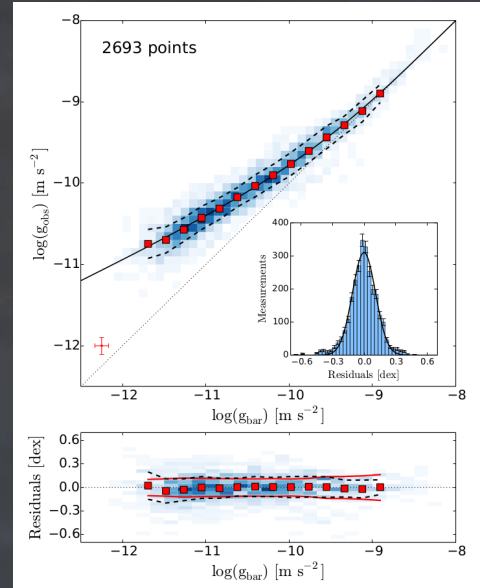 −8
2693 points
−9
−10
log(g_obs) [m s⁻²]
−11
−12
400
300
200
100
0
Measurements
−0.6 −0.3 0.0 0.3 0.6
Residuals [dex]
−12 −11 −10 −9 −8
log(g_bar) [m s⁻²]
0.6
0.3
0.0
−0.3
−0.6
Residuals [dex]
−12 −11 −10 −9 −8
log(g_bar) [m s⁻²]